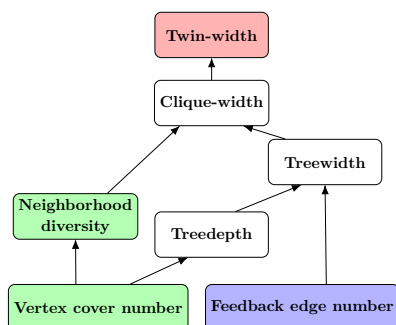 Twin-width
Clique-width
Treewidth
Neighborhood
diversity
Treedepth
Vertex cover number
Feedback edge number